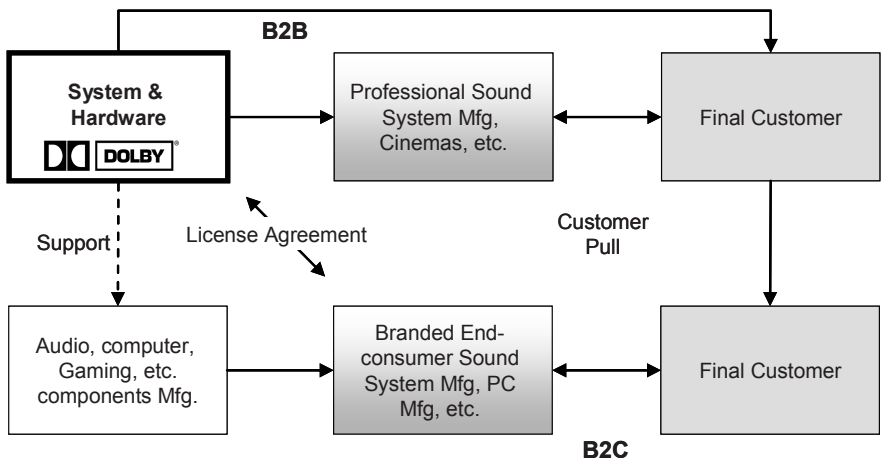 B2B
System &
Hardware
DOLBY®
Professional Sound
System Mfg,
Cinemas, etc.
Final Customer
Support
License Agreement
Customer
Pull
Audio, computer,
Gaming, etc.
components Mfg.
Branded End-
consumer Sound
System Mfg, PC
Mfg, etc.
Final Customer
B2C